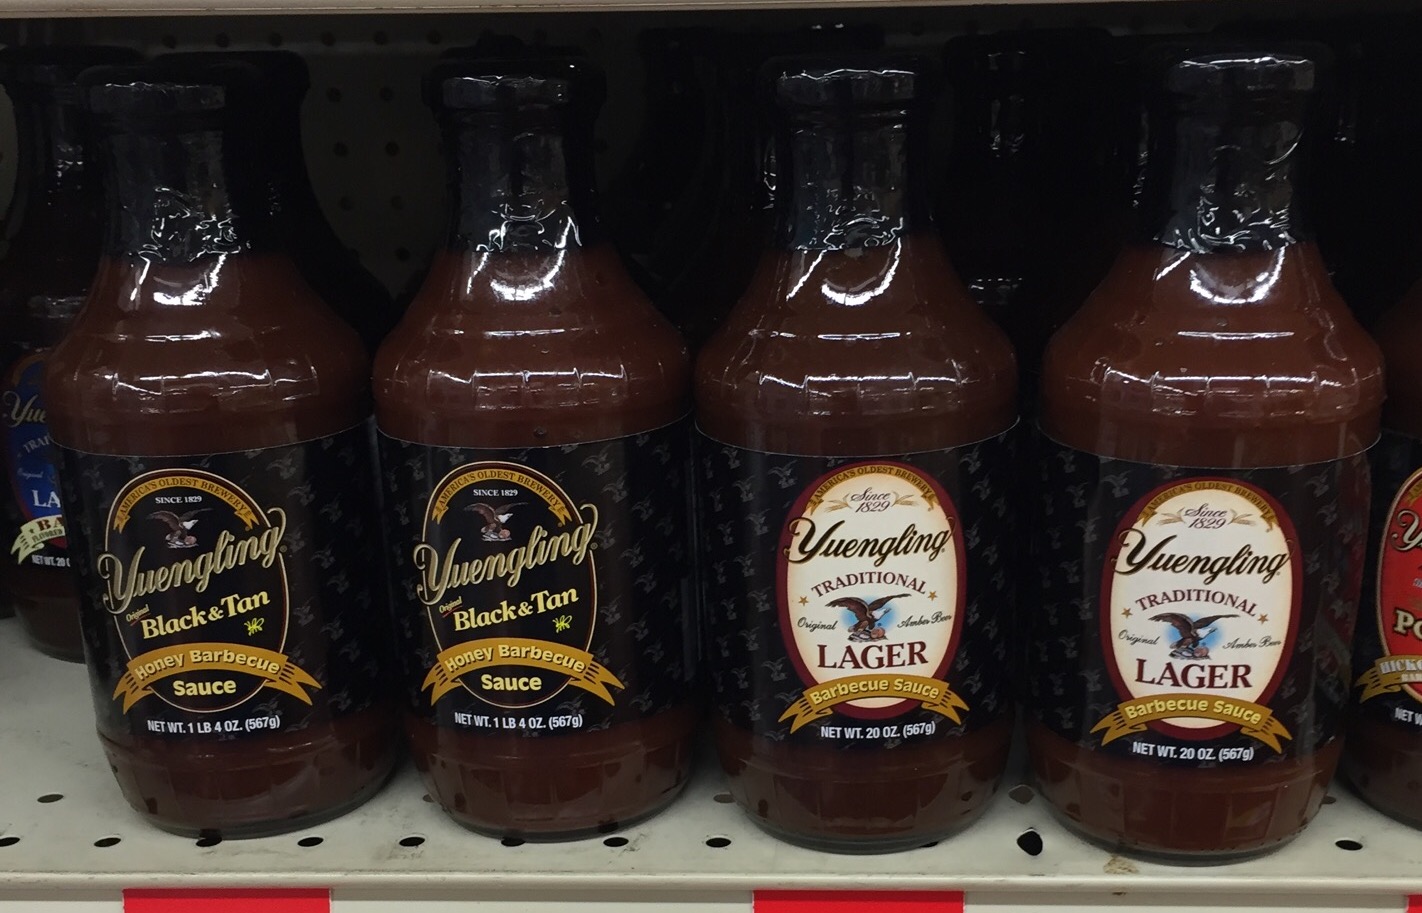 AMERICA'S OLDEST BREWERY
SINCE 1829
Yuengling
Original
Black & Tan
Honey Barbecue
Sauce
NET WT. 1 LB 4 OZ. (567g)
AMERICA'S OLDEST BREWERY
SINCE 1829
Yuengling
Original
Black & Tan
Honey Barbecue
Sauce
NET WT. 1 LB 4 OZ. (567g)
AMERICA'S OLDEST BREWERY
Since
1829
Yuengling
TRADITIONAL
Original Amber Beer
LAGER
Barbecue Sauce
NET WT. 20 OZ. (567g)
AMERICA'S OLDEST BREWERY
Since
1829
Yuengling
TRADITIONAL
Original Amber Beer
LAGER
Barbecue Sauce
NET WT. 20 OZ. (567g)